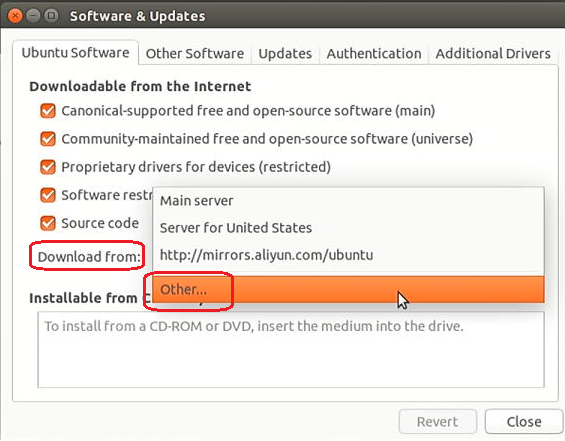 Software & Updates
Ubuntu Software Other Software Updates Authentication Additional Drivers
Downloadable from the Internet
Canonical-supported free and open-source software (main)
Community-maintained free and open-source software (universe)
Proprietary drivers for devices (restricted)
Software restr
Main server
Source code
Server for United States
Download from:
http://mirrors.aliyun.com/ubuntu
Other...
Installable from C
To install from a CD-ROM or DVD, insert the medium into the drive.
Revert Close